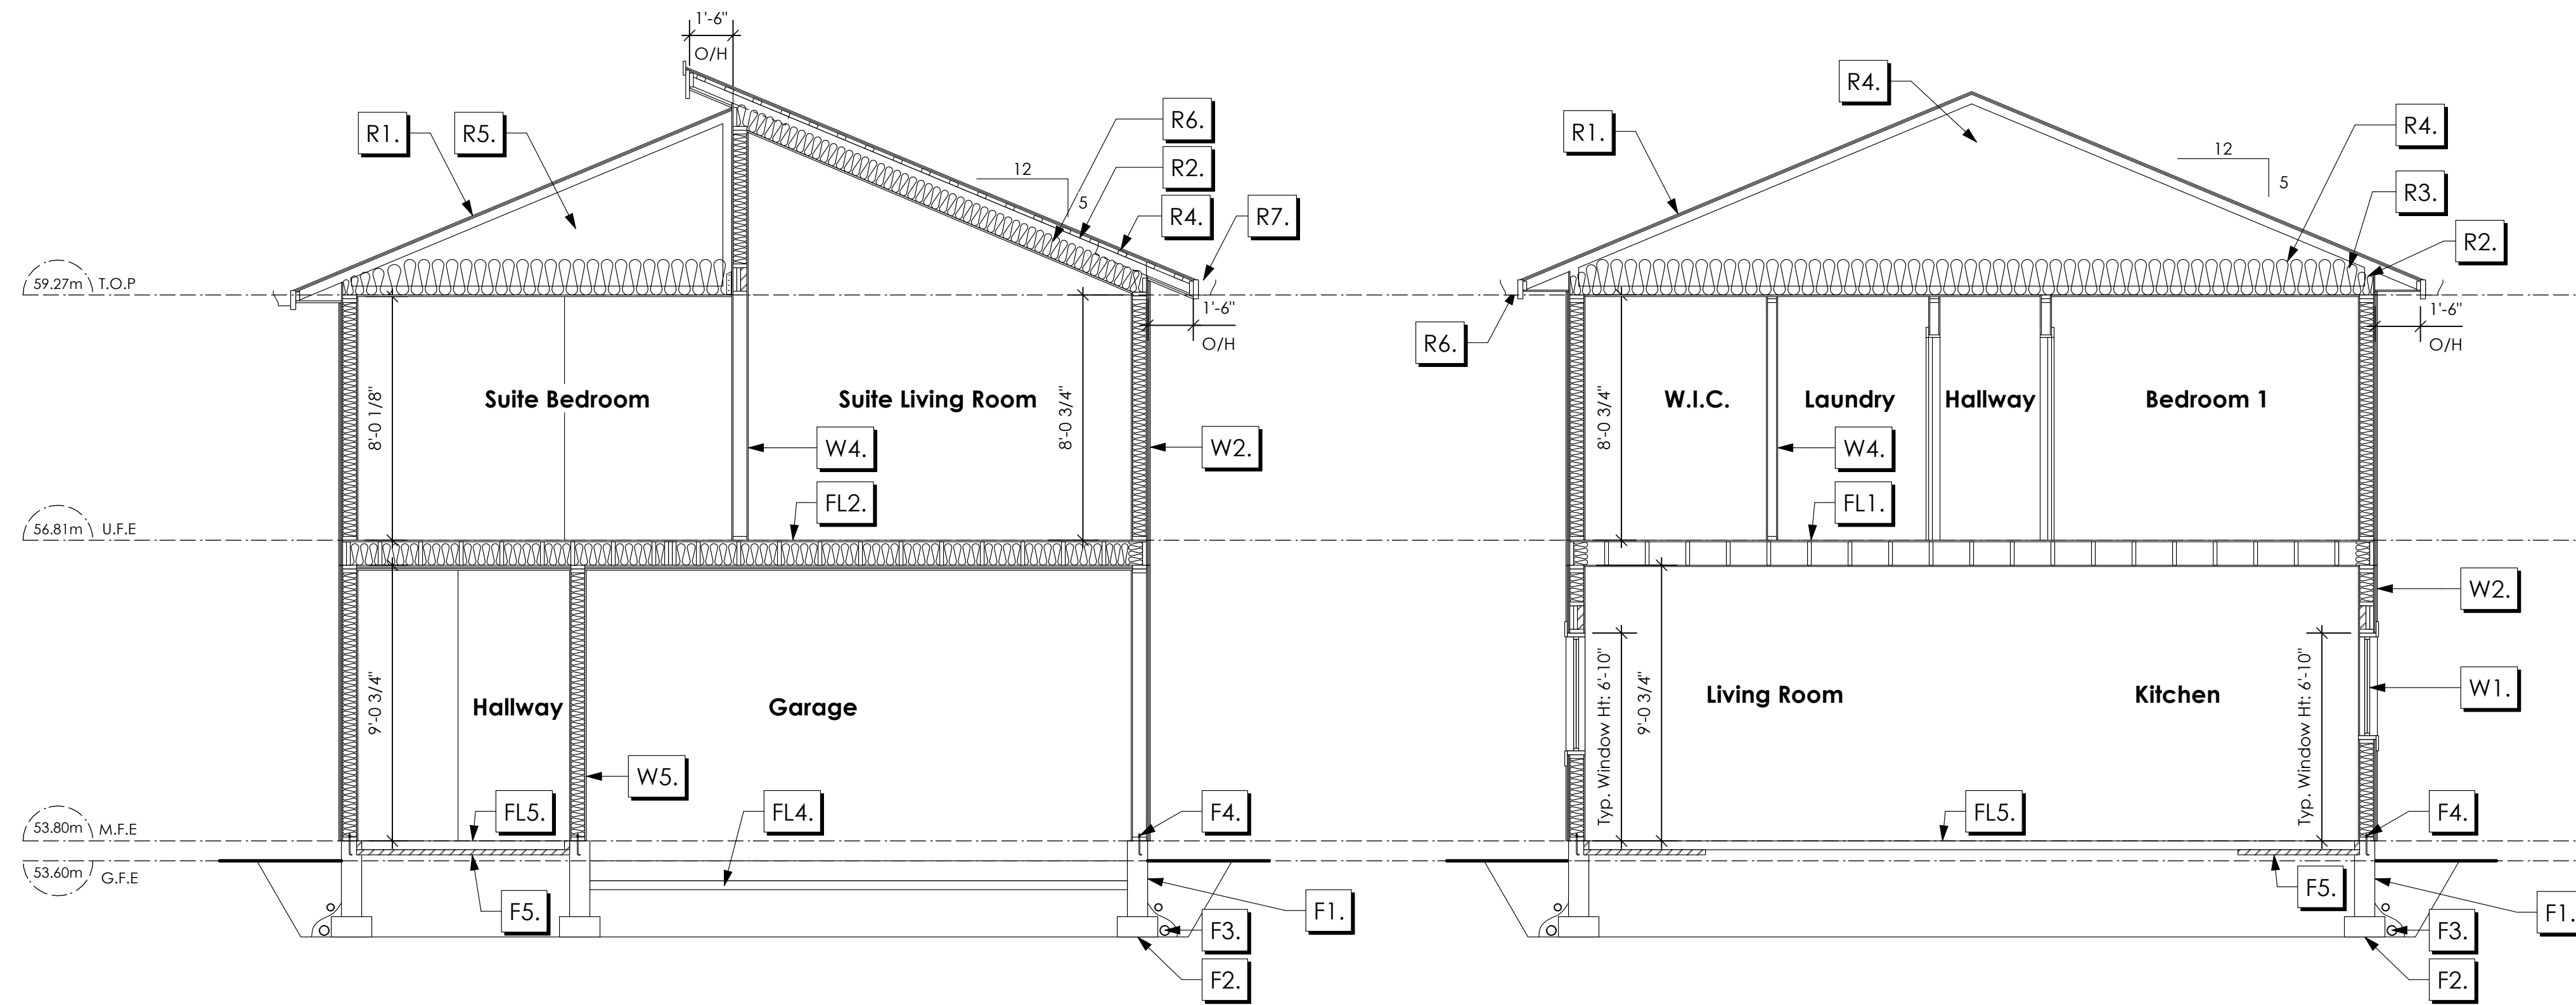 1'-6"
O/H
R1.
R5.
R6.
R2.
R4.
R7.
12
5
59.27m T.O.P
1'-6"
O/H
8'-0 1/8"
Suite Bedroom
Suite Living Room
8'-0 3/4"
W4.
W2.
FL2.
56.81m U.F.E
9'-0 3/4"
Hallway
Garage
W5.
FL5.
FL4.
F4.
53.80m M.F.E
53.60m G.F.E
F5.
F1.
F3.
F2.
R4.
R1.
R4.
12
5
R3.
R2.
R6.
1'-6"
O/H
8'-0 3/4"
W.I.C.
Laundry
Hallway
Bedroom 1
W4.
FL1.
W2.
Typ. Window Ht: 6'-10"
9'-0 3/4"
Living Room
Kitchen
Typ. Window Ht: 6'-10"
W1.
FL5.
F4.
F5.
F1.
F3.
F2.